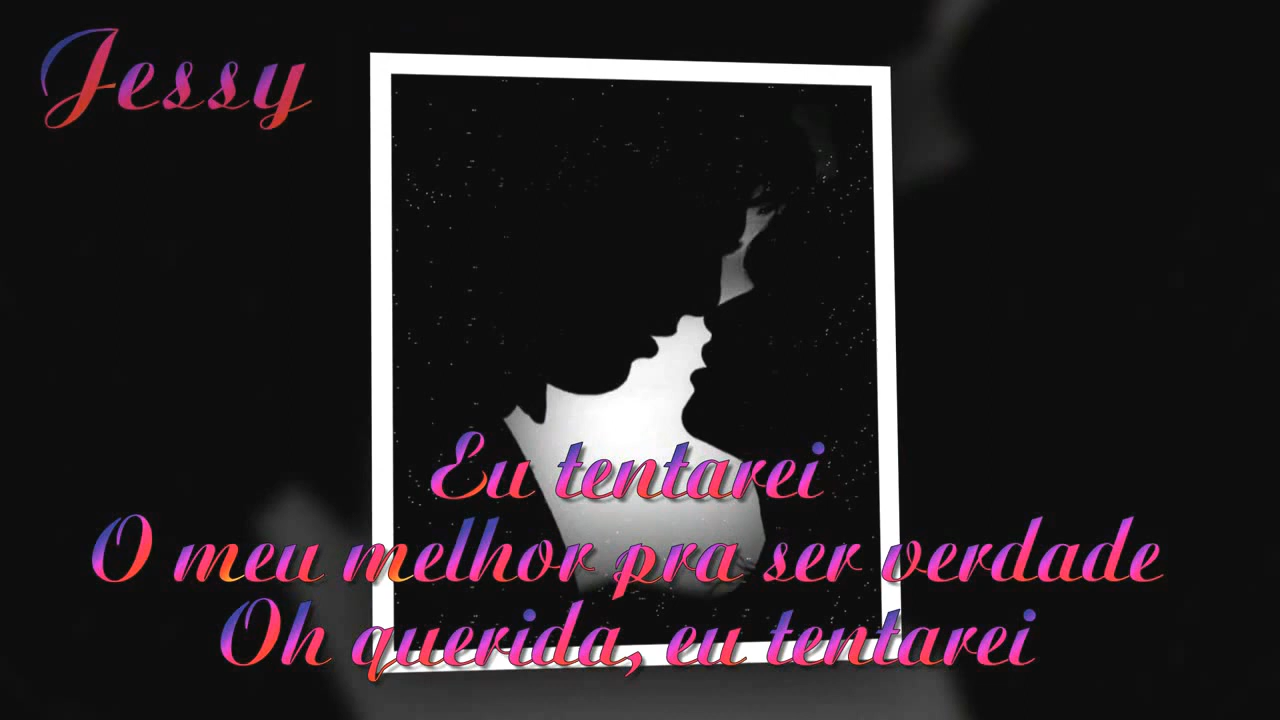 Jessy
Eu tentarei
O meu melhor pra ser verdade
Oh querida, eu tentarei